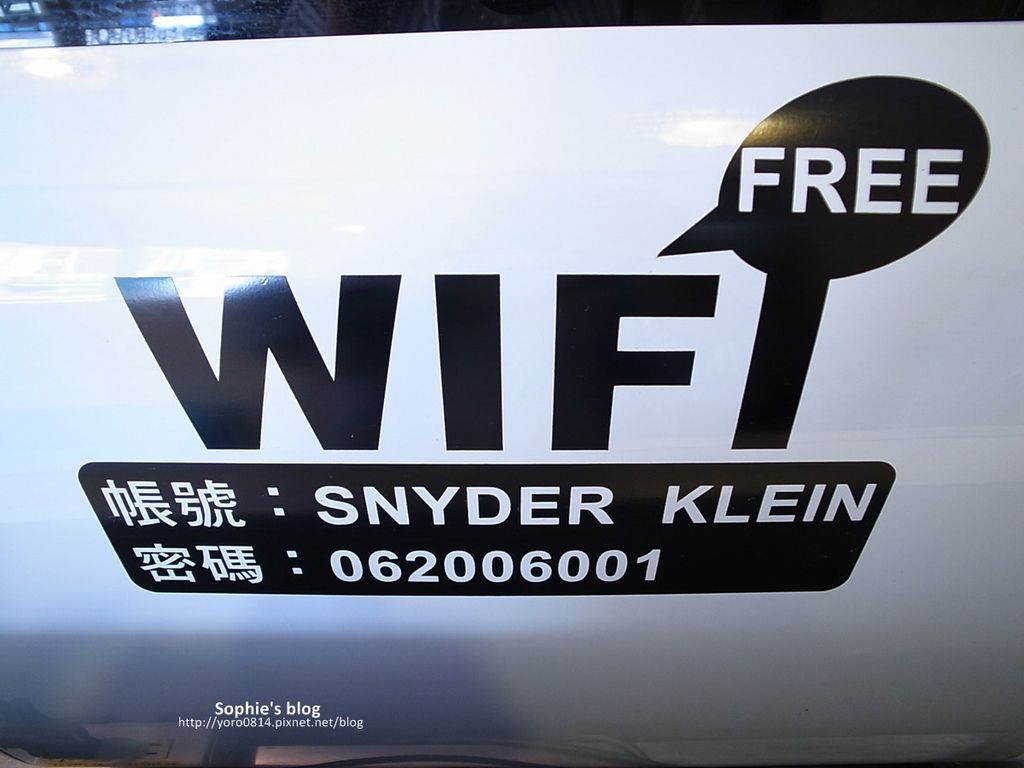 FREE
WIFI
帳號：SNYDER KLEIN
密碼：062006001
Sophie's blog
http://yoro0814.pixnet.net/blog